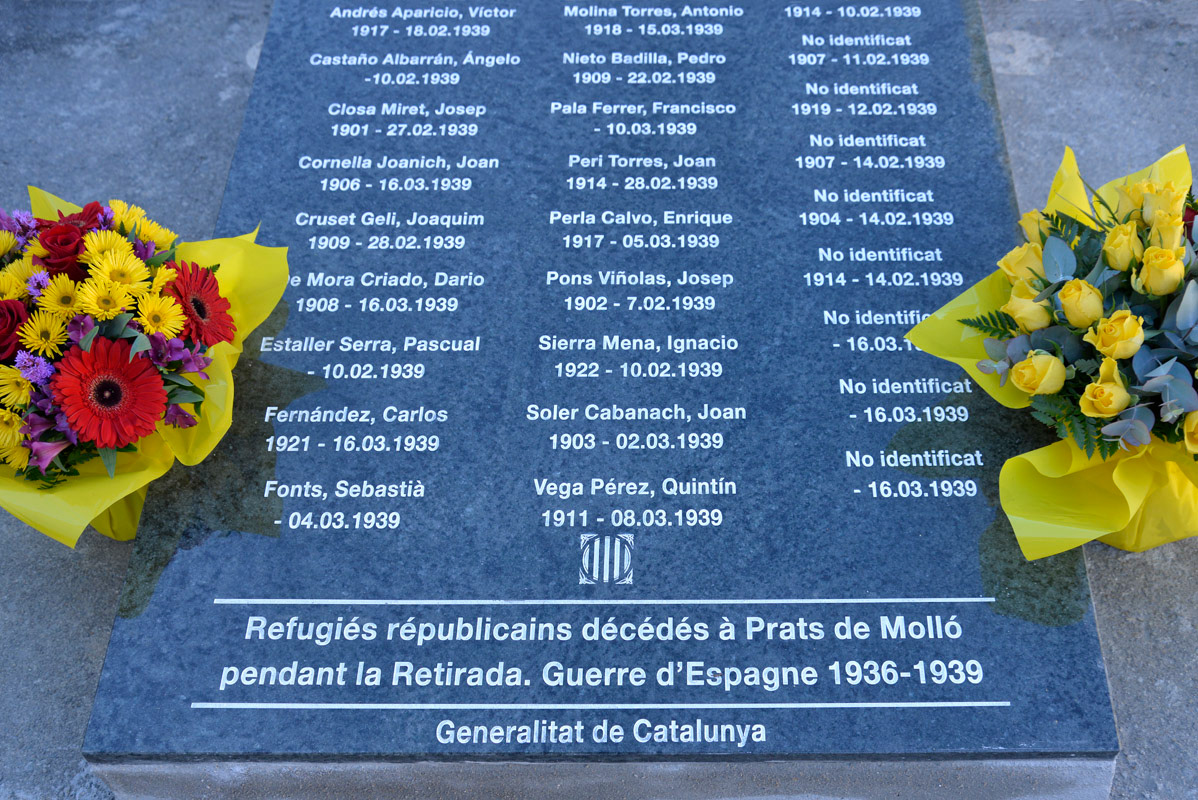 Andrés Aparicio, Víctor
1917 - 18.02.1939
Castaño Albarrán, Ángelo
-10.02.1939
Closa Miret, Josep
1901 - 27.02.1939
Cornella Joanich, Joan
1906 - 16.03.1939
Cruset Geli, Joaquim
1909 - 28.02.1939
De Mora Criado, Dario
1908 - 16.03.1939
Estaller Serra, Pascual
- 10.02.1939
Fernández, Carlos
1921 - 16.03.1939
Fonts, Sebastià
- 04.03.1939
Molina Torres, Antonio
1918 - 15.03.1939
Nieto Badilla, Pedro
1909 - 22.02.1939
Pala Ferrer, Francisco
- 10.03.1939
Peri Torres, Joan
1914 - 28.02.1939
Perla Calvo, Enrique
1917 - 05.03.1939
Pons Viñolas, Josep
1902 - 7.02.1939
Sierra Mena, Ignacio
1922 - 10.02.1939
Soler Cabanach, Joan
1903 - 02.03.1939
Vega Pérez, Quintín
1911 - 08.03.1939
1914 - 10.02.1939
No identificat
1907 - 11.02.1939
No identificat
1919 - 12.02.1939
No identificat
1907 - 14.02.1939
No identificat
1904 - 14.02.1939
No identificat
1914 - 14.02.1939
No identificat
- 16.03.
No identificat
- 16.03.1939
No identificat
- 16.03.1939
Refugiés républicains décédés à Prats de Molló
pendant la Retirada. Guerre d'Espagne 1936-1939
Generalitat de Catalunya